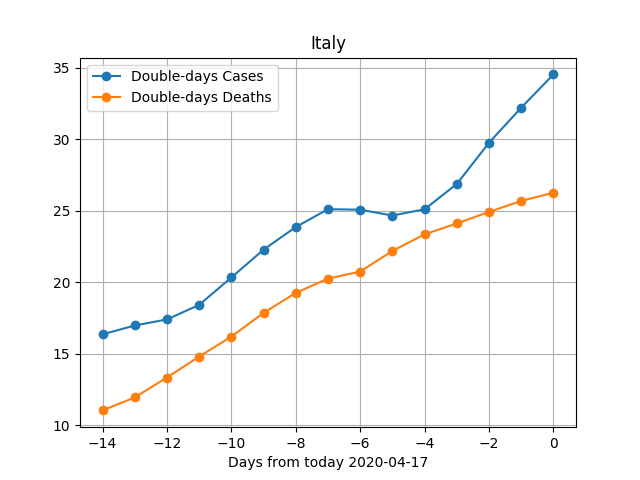 Italy
Double-days Cases
Double-days Deaths
35
30
25
20
15
10
−14 −12 −10 −8 −6 −4 −2 0
Days from today 2020-04-17